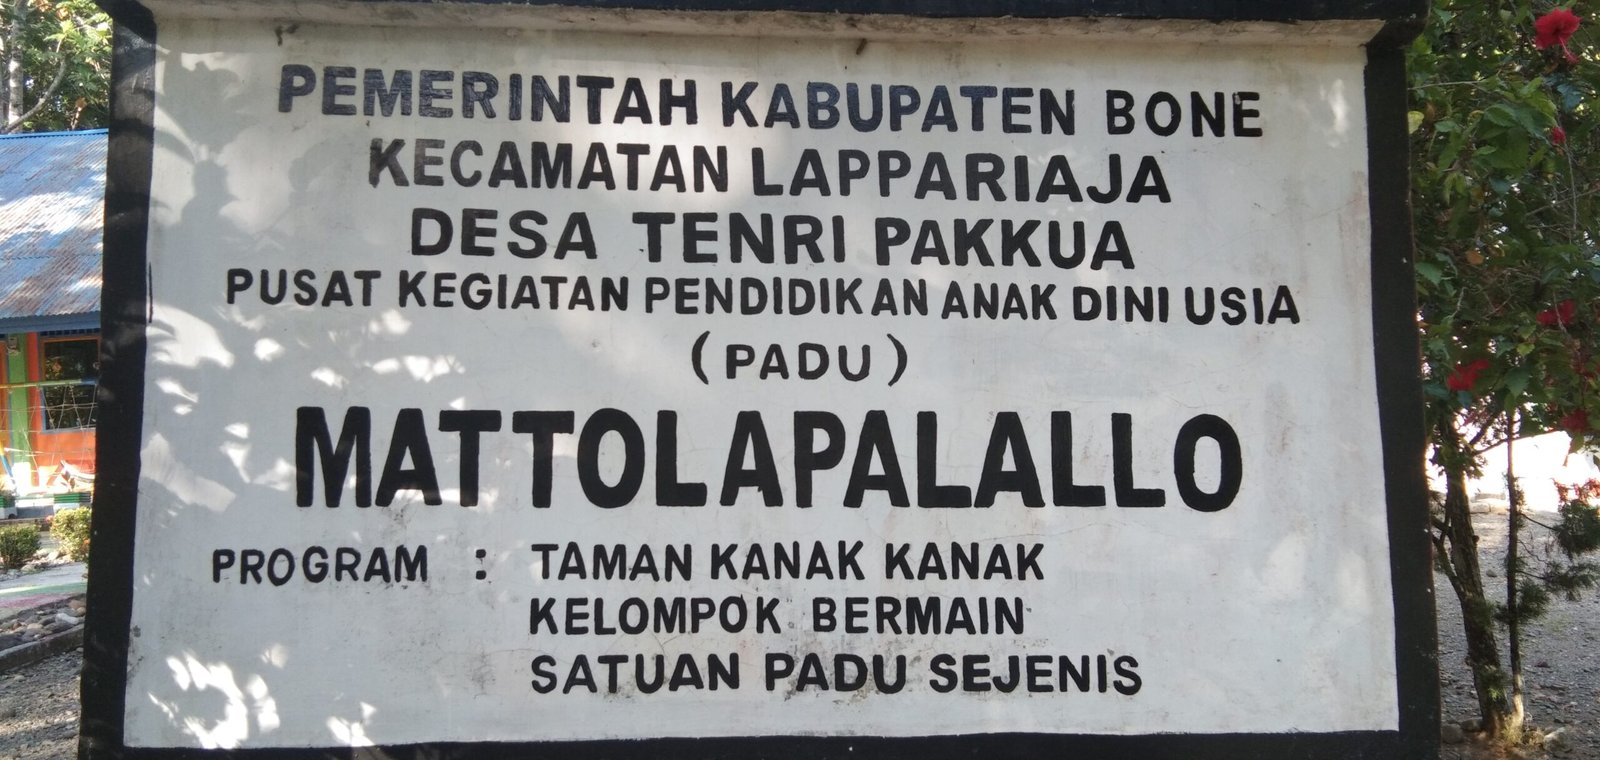 PEMERINTAH KABUPATEN BONE
KECAMATAN LAPPARIAJA
DESA TENRI PAKKUA
PUSAT KEGIATAN PENDIDIKAN ANAK DINI USIA
(PADU)
MATTOLAPALALLO
PROGRAM : TAMAN KANAK KANAK
KELOMPOK BERMAIN
SATUAN PADU SEJENIS